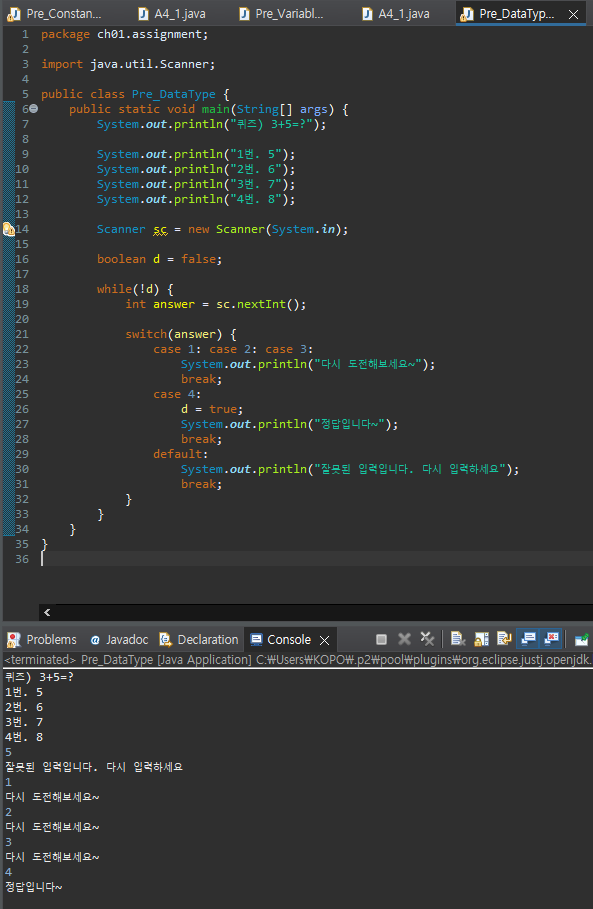 Pre_Constan... A4_1.java Pre_Variabl... A4_1.java Pre_DataTyp...
1 package ch01.assignment;
2
3 import java.util.Scanner;
4
5 public class Pre_DataType {
6 public static void main(String[] args) {
7 System.out.println("퀴즈) 3+5=?");
8
9 System.out.println("1번. 5");
10 System.out.println("2번. 6");
11 System.out.println("3번. 7");
12 System.out.println("4번. 8");
13
14 Scanner sc = new Scanner(System.in);
15
16 boolean d = false;
17
18 while(!d) {
19 int answer = sc.nextInt();
20
21 switch(answer) {
22 case 1: case 2: case 3:
23 System.out.println("다시 도전해보세요~");
24 break;
25 case 4:
26 d = true;
27 System.out.println("정답입니다~");
28 break;
29 default:
30 System.out.println("잘못된 입력입니다. 다시 입력하세요");
31 break;
32 }
33 }
34 }
35 }
36
Problems Javadoc Declaration Console
<terminated> Pre_DataType [Java Application] C:₩Users₩KOPO₩.p2₩pool₩plugins₩org.eclipse.justj.openjdk.
퀴즈) 3+5=?
1번. 5
2번. 6
3번. 7
4번. 8
5
잘못된 입력입니다. 다시 입력하세요
1
다시 도전해보세요~
2
다시 도전해보세요~
3
다시 도전해보세요~
4
정답입니다~